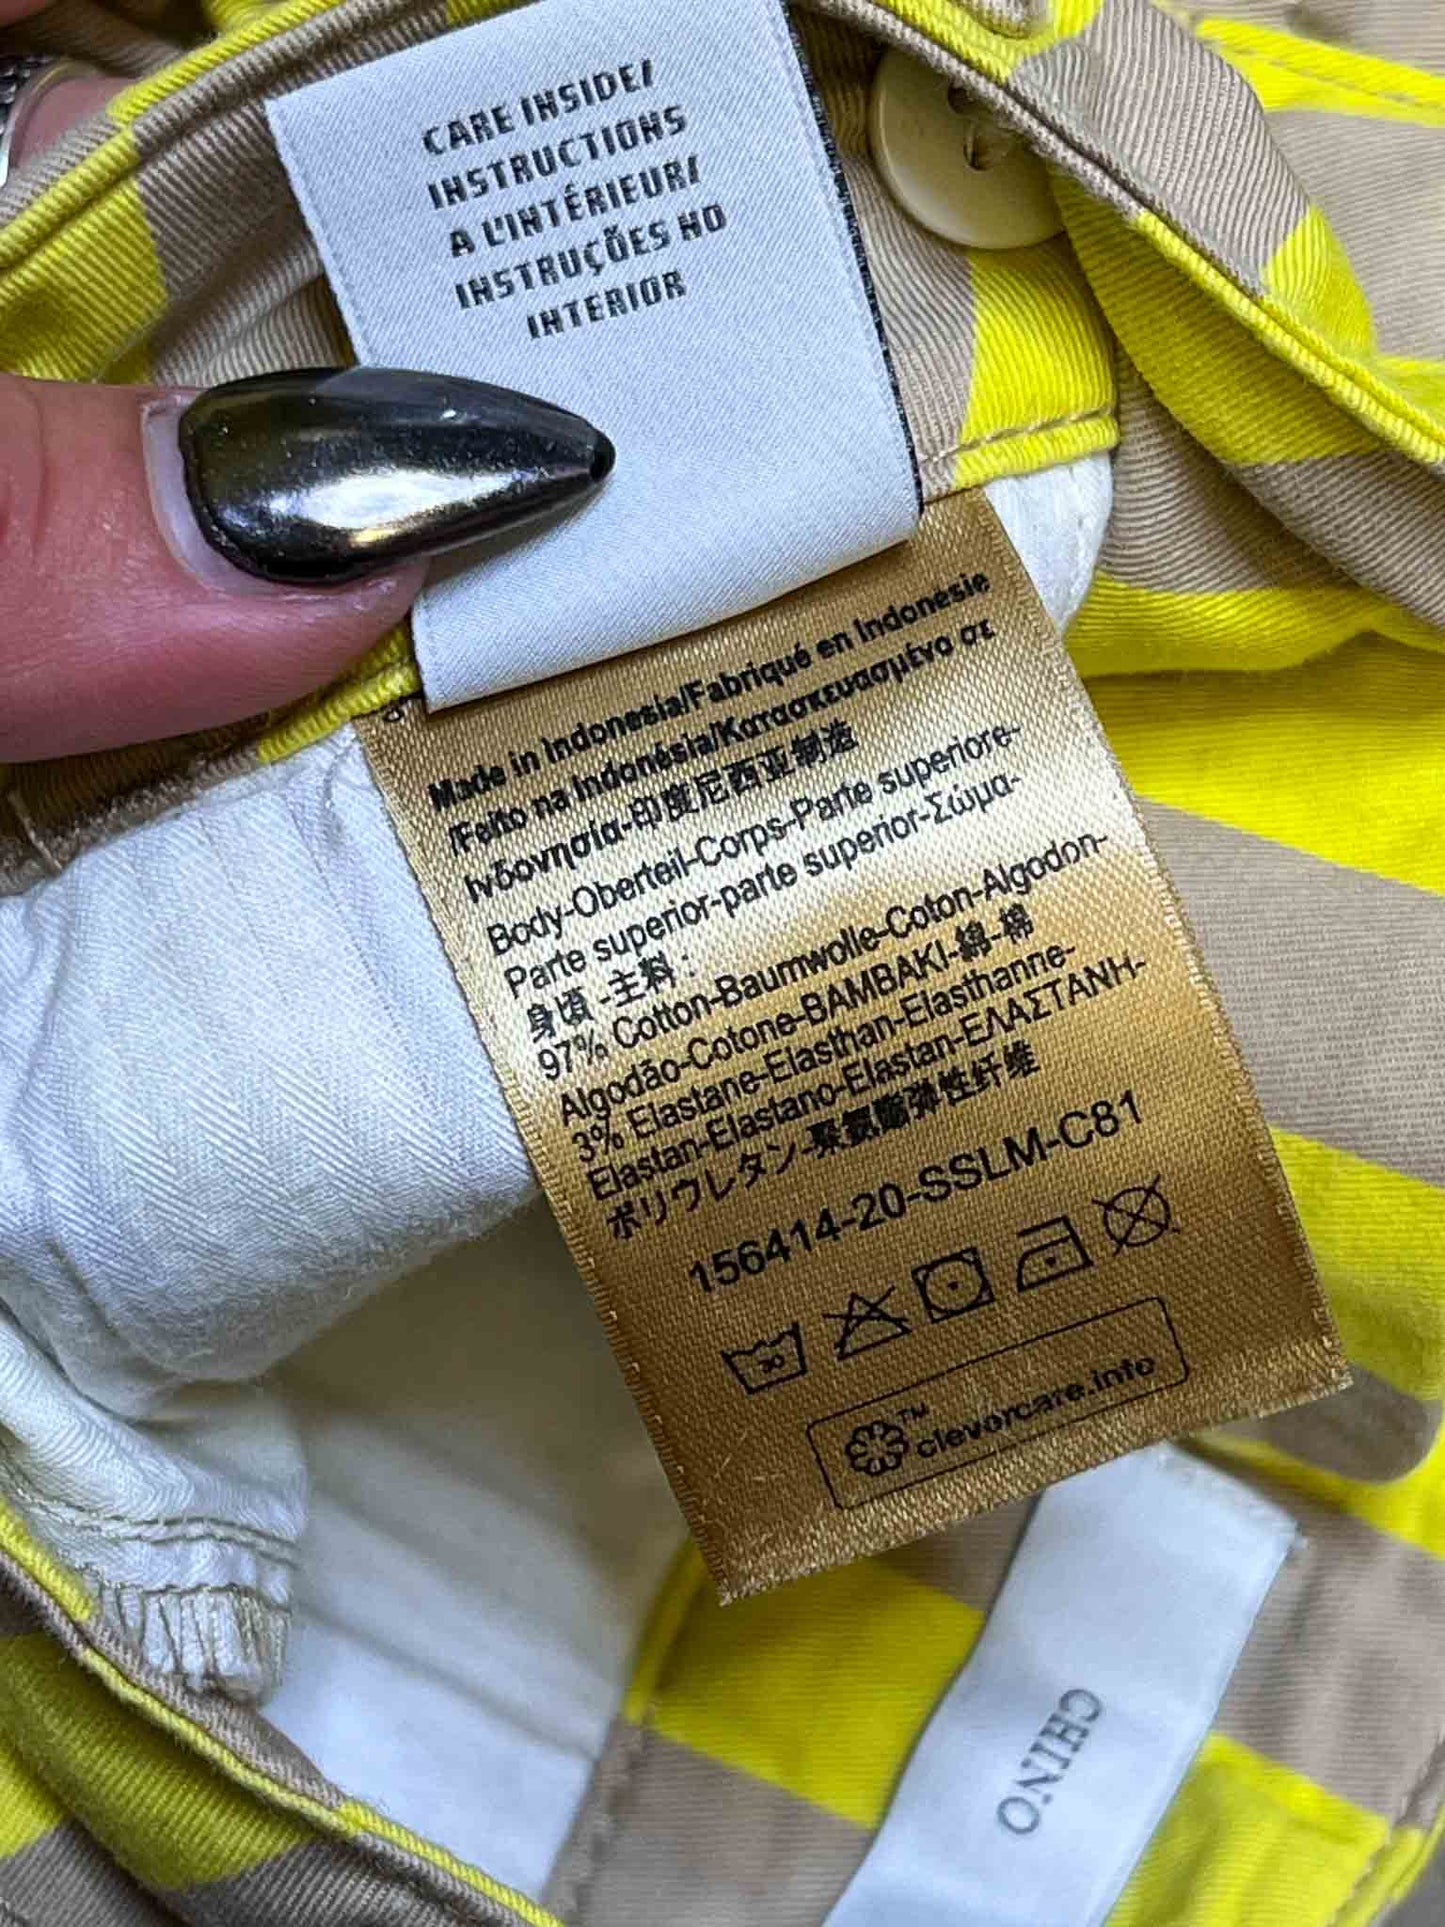 CARE INSIDE/
INSTRUCTIONS
A L'INTÉRIEUR/
INSTRUÇÕES NO
INTERIOR
Made in Indonesia/Fabriqué en Indonesie
/Feito na Indonésia/Κατασκευασμένο σε
Ινδονησία-印度尼西亚制造
Body-Oberteil-Corps-Parte superiore-
Parte superior-parte superior-Σώμα-
身頃 -主料 :
97% Cotton-Baumwolle-Coton-Algodon-
Algodão-Cotone-BAMBAKI-綿-棉
3% Elastane-Elasthan-Elasthanne-
Elastan-Elastano-Elastan-ΕΛΑΣΤΑΝΗ-
ポリウレタン-聚氨酯弹性纤维
156414-20-SSLM-C81
30
TM
clevercare.info
CHINO